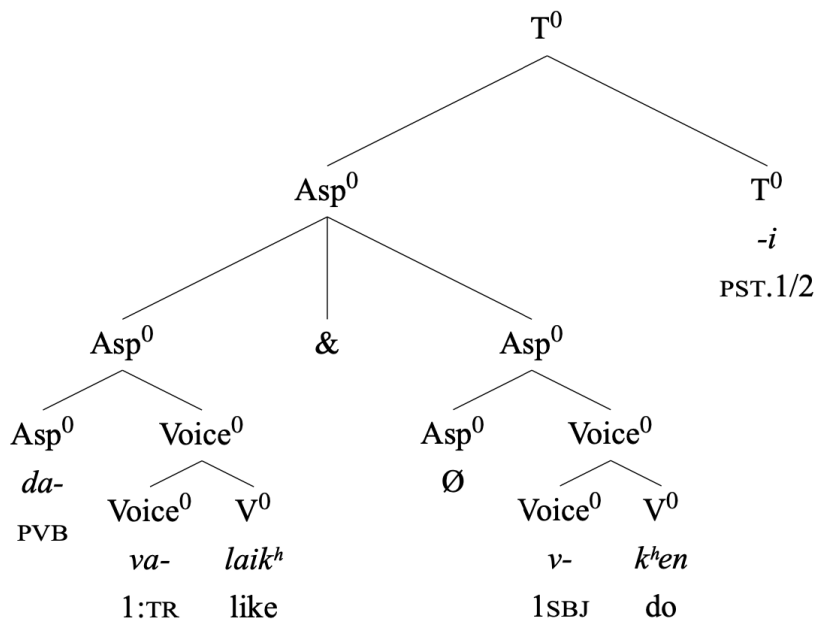 T⁰
Asp⁰ T⁰
-i
PST.1/2
Asp⁰ & Asp⁰
Asp⁰ Voice⁰ Asp⁰ Voice⁰
da- Ø
PVB Voice⁰ V⁰ Voice⁰ V⁰
va- laikʰ v- kʰen
1:TR like 1SBJ do